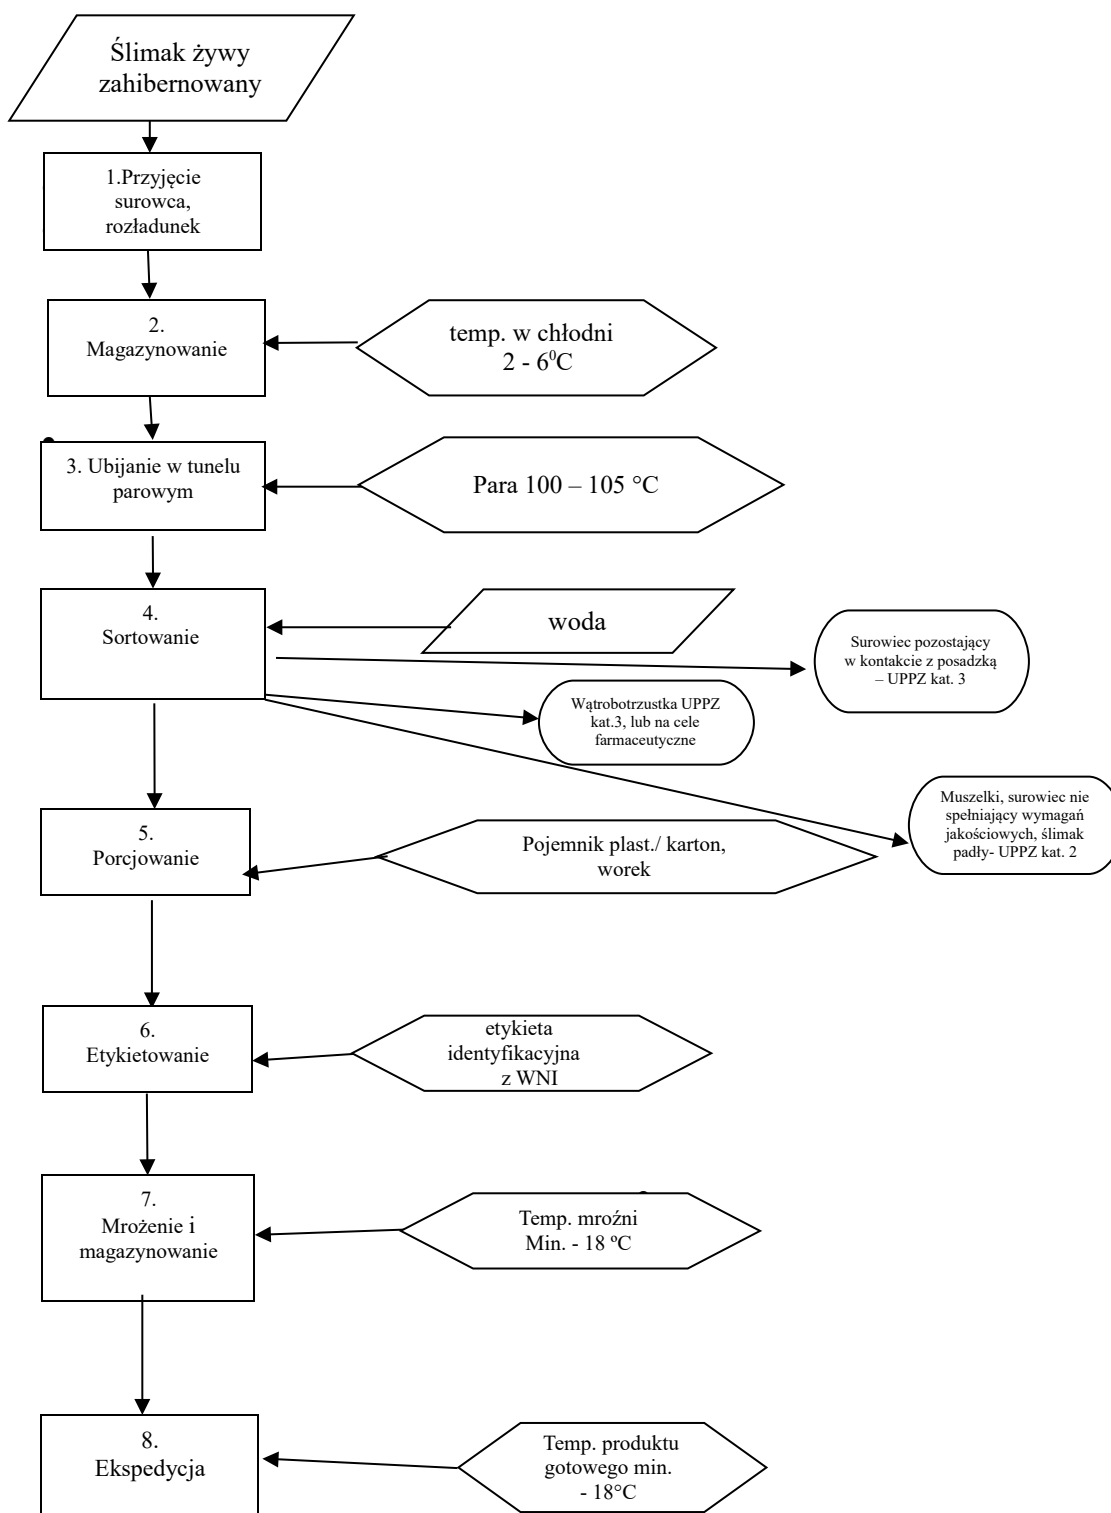 Ślimak żywy
zahibernowany
1.Przyjęcie
surowca,
rozładunek
2.
Magazynowanie
temp. w chłodni
2 - 6⁰C
3. Ubijanie w tunelu
parowym
Para 100 – 105 °C
4.
Sortowanie
woda
Surowiec pozostający
w kontakcie z posadzką
– UPPZ kat. 3
Wątrobotrzustka UPPZ
kat.3, lub na cele
farmaceutyczne
Muszelki, surowiec nie
spełniający wymagań
jakościowych, ślimak
padły- UPPZ kat. 2
5.
Porcjowanie
Pojemnik plast./ karton,
worek
6.
Etykietowanie
etykieta
identyfikacyjna
z WNI
7.
Mrożenie i
magazynowanie
Temp. mroźni
Min. - 18 ºC
8.
Ekspedycja
Temp. produktu
gotowego min.
- 18°C